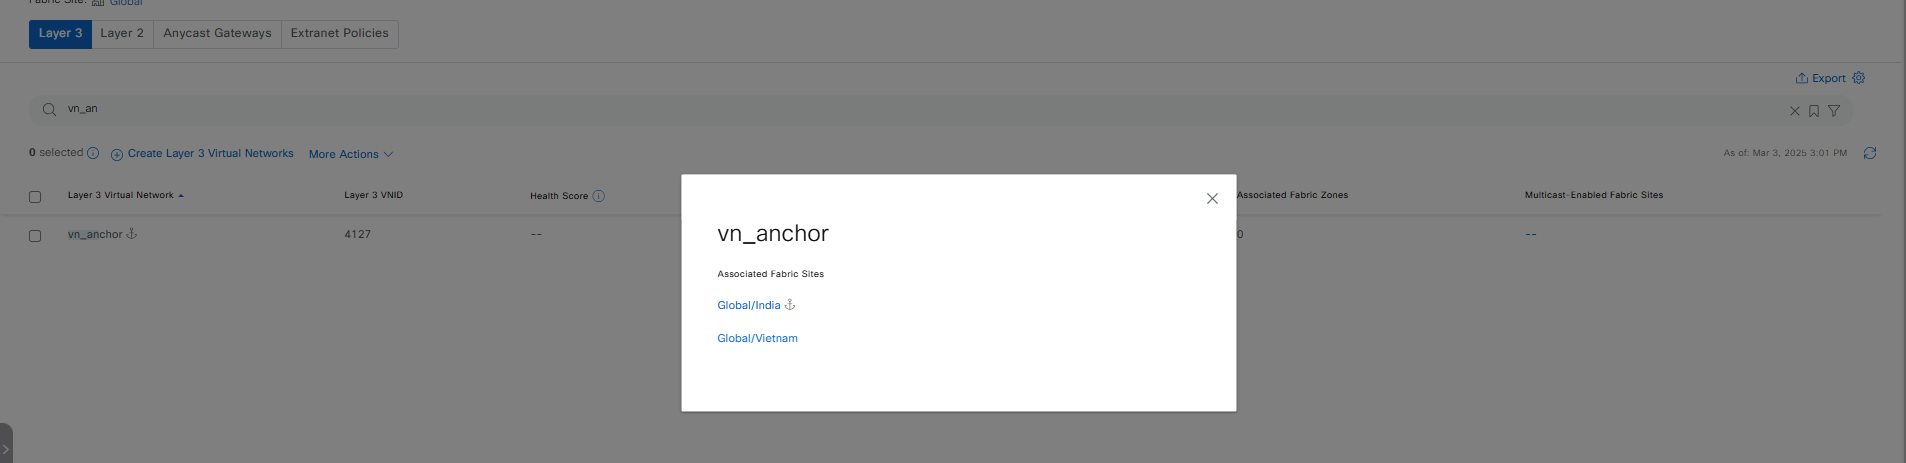 Fabric Site: Global
Layer 3 Layer 2 Anycast Gateways Extranet Policies
Export
vn_an
0 selected Create Layer 3 Virtual Networks More Actions As of: Mar 3, 2025 3:01 PM
Layer 3 Virtual Network Layer 3 VNID Health Score Associated Fabric Zones Multicast-Enabled Fabric Sites
vn_anchor 4127 -- 0 --
vn_anchor
Associated Fabric Sites
Global/India
Global/Vietnam